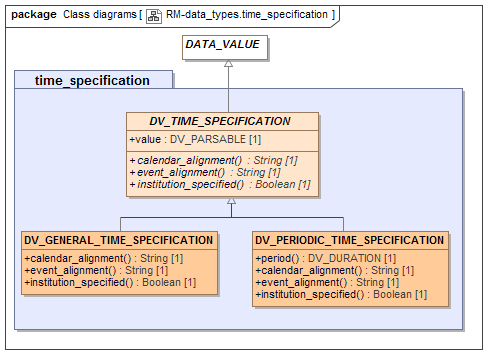 package Class diagrams [ RM-data_types.time_specification ]
DATA_VALUE
time_specification
DV_TIME_SPECIFICATION
+value : DV_PARSABLE [1]
+calendar_alignment() : String [1]
+event_alignment() : String [1]
+institution_specified() : Boolean [1]
DV_GENERAL_TIME_SPECIFICATION
+calendar_alignment() : String [1]
+event_alignment() : String [1]
+institution_specified() : Boolean [1]
DV_PERIODIC_TIME_SPECIFICATION
+period() : DV_DURATION [1]
+calendar_alignment() : String [1]
+event_alignment() : String [1]
+institution_specified() : Boolean [1]